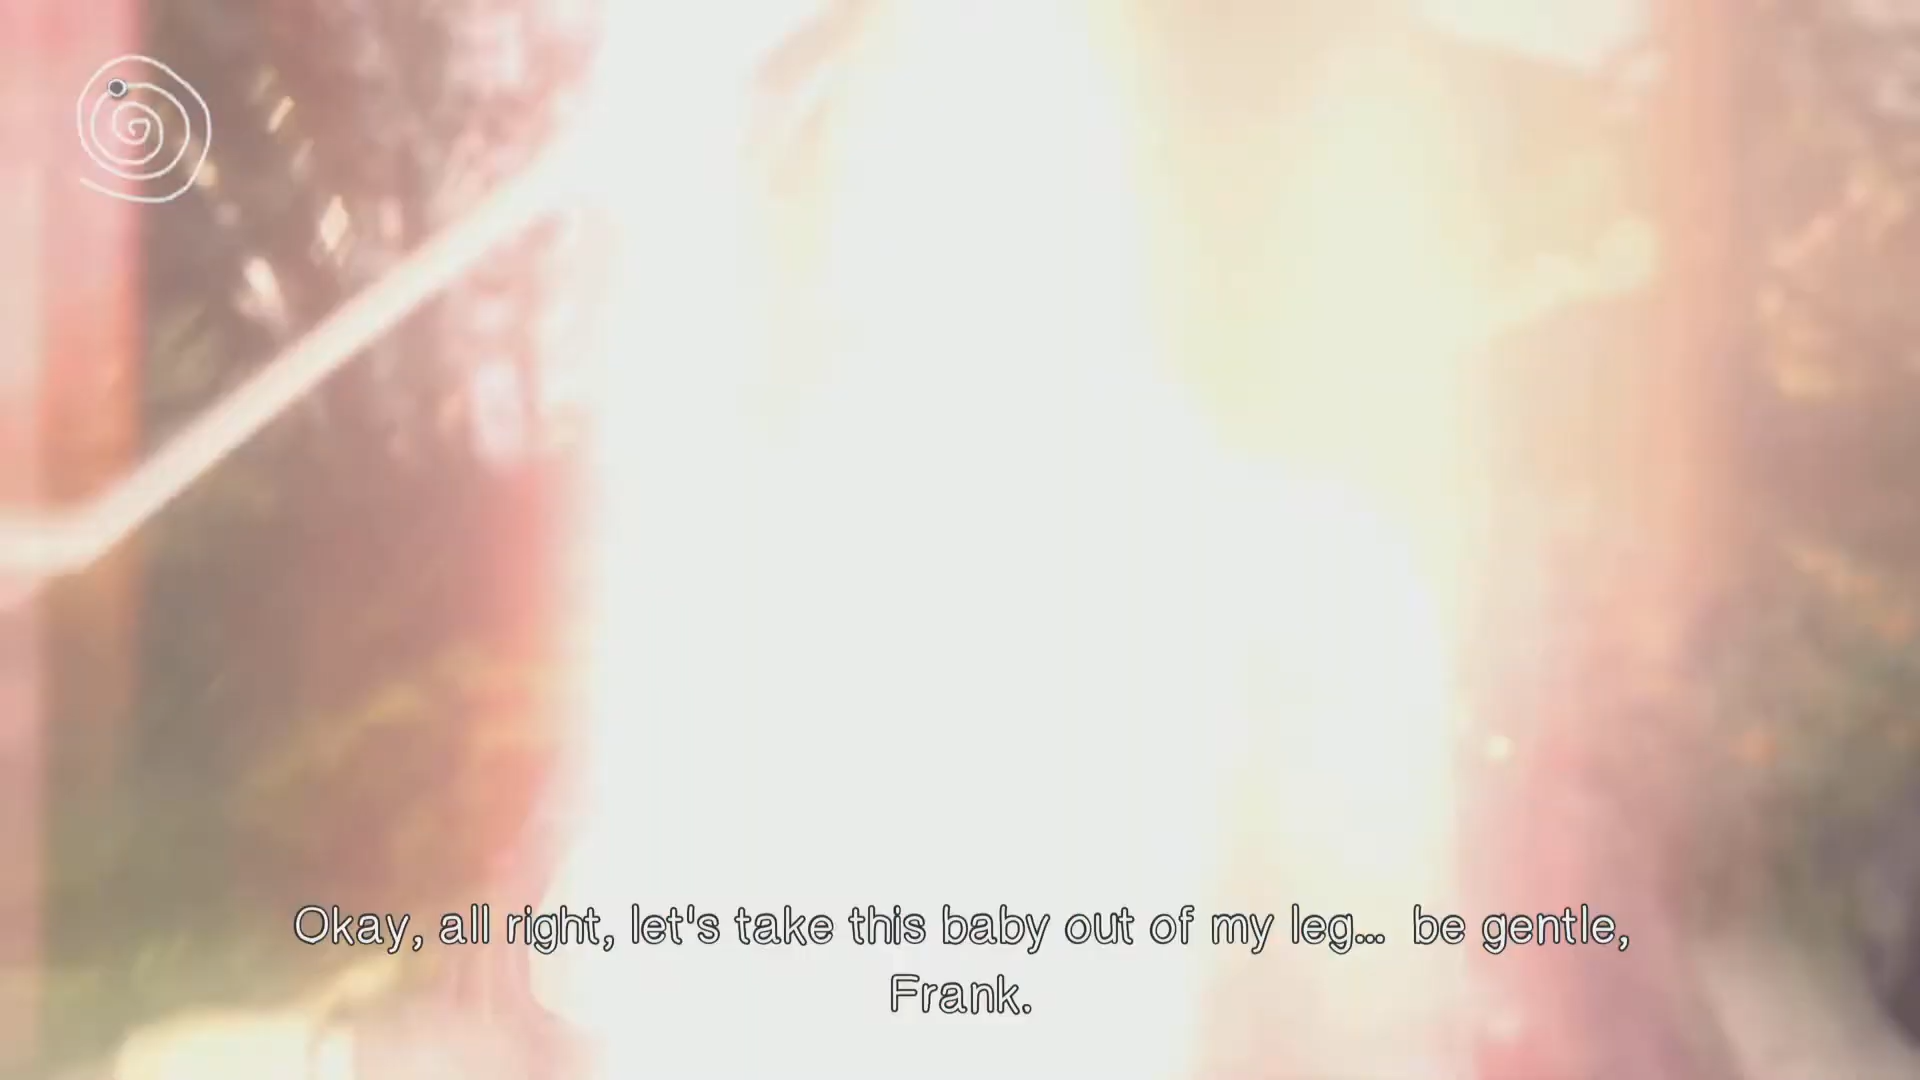 Okay, all right, let's take this baby out of my leg... be gentle,
Frank.